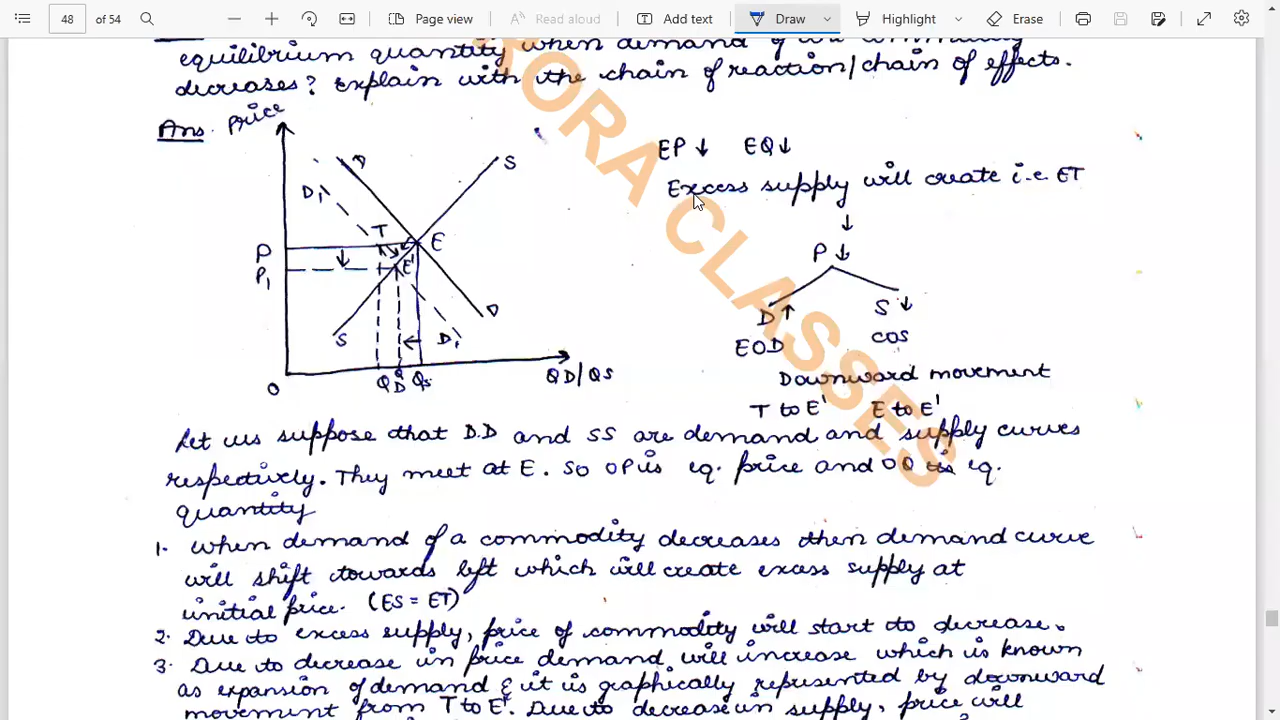 48 of 54 Page view Read aloud Add text Draw Highlight Erase
equilibrium quantity when demand of
decreases? Explain with the chain of reaction/chain of effects.
Ans. Price
EP ↓ EQ ↓
Excess supply will create i.e. ET
↓
P ↓
D ↑ S ↓
EOD COS
Downward movement
T to E' E to E'
D S
D1
T E
P
P1 E'
S D1 D
O Q Q Qs QD/QS
D
Let us suppose that D.D and SS are demand and supply curves
respectively. They meet at E. So OP is eq. price and OQ is eq.
quantity
1. When demand of a commodity decreases then demand curve
will shift towards left which will create excess supply at
initial price. (ES = ET)
2. Due to excess supply, price of commodity will start to decrease.
3. Due to decrease in price demand will increase which is known
as expansion of demand & it is graphically represented by downward
movement from T to E'. Due to decrease in supply, price will
RORA CLASSES